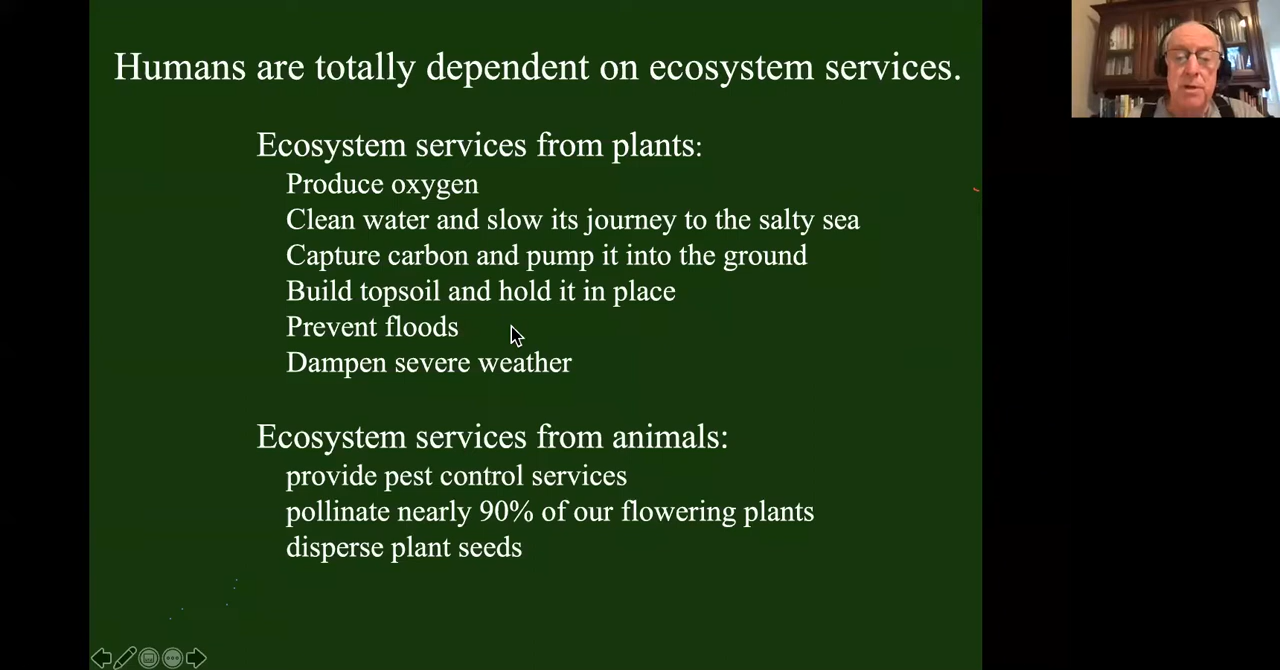 Humans are totally dependent on ecosystem services.
Ecosystem services from plants:
Produce oxygen
Clean water and slow its journey to the salty sea
Capture carbon and pump it into the ground
Build topsoil and hold it in place
Prevent floods
Dampen severe weather
Ecosystem services from animals:
provide pest control services
pollinate nearly 90% of our flowering plants
disperse plant seeds